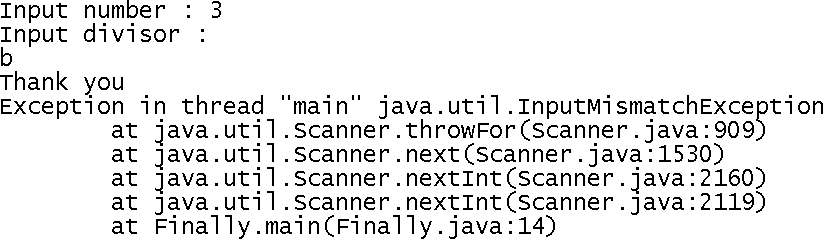 Input number : 3
Input divisor :
b
Thank you
Exception in thread "main" java.util.InputMismatchException
at java.util.Scanner.throwFor(Scanner.java:909)
at java.util.Scanner.next(Scanner.java:1530)
at java.util.Scanner.nextInt(Scanner.java:2160)
at java.util.Scanner.nextInt(Scanner.java:2119)
at Finally.main(Finally.java:14)